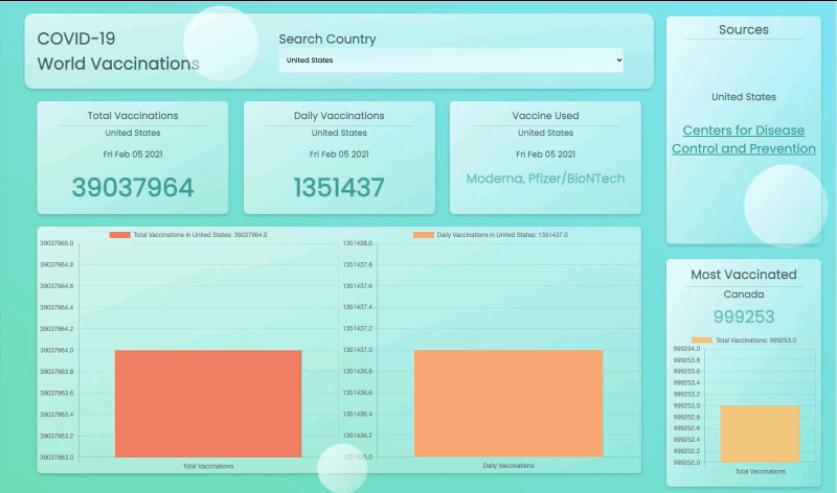 COVID-19
World Vaccinations
Search Country
United States
Total Vaccinations
United States
Fri Feb 05 2021
39037964
Daily Vaccinations
United States
Fri Feb 05 2021
1351437
Vaccine Used
United States
Fri Feb 05 2021
Moderna, Pfizer/BioNTech
Total Vaccinations in United States: 39037964.0
39037965.0
39037964.8
39037964.6
39037964.4
39037964.2
39037964.0
39037963.8
39037963.6
39037963.4
39037963.2
39037963.0
Total Vaccinations
Daily Vaccinations in United States: 1351437.0
1351438.0
1351437.8
1351437.6
1351437.4
1351437.2
1351437.0
1351436.8
1351436.6
1351436.4
1351436.2
1351436.0
Daily Vaccinations
Sources
United States
Centers for Disease
Control and Prevention
Most Vaccinated
Canada
999253
Total Vaccinations: 999253.0
999254.0
999253.8
999253.6
999253.4
999253.2
999253.0
999252.8
999252.6
999252.4
999252.2
999252.0
Total Vaccinations